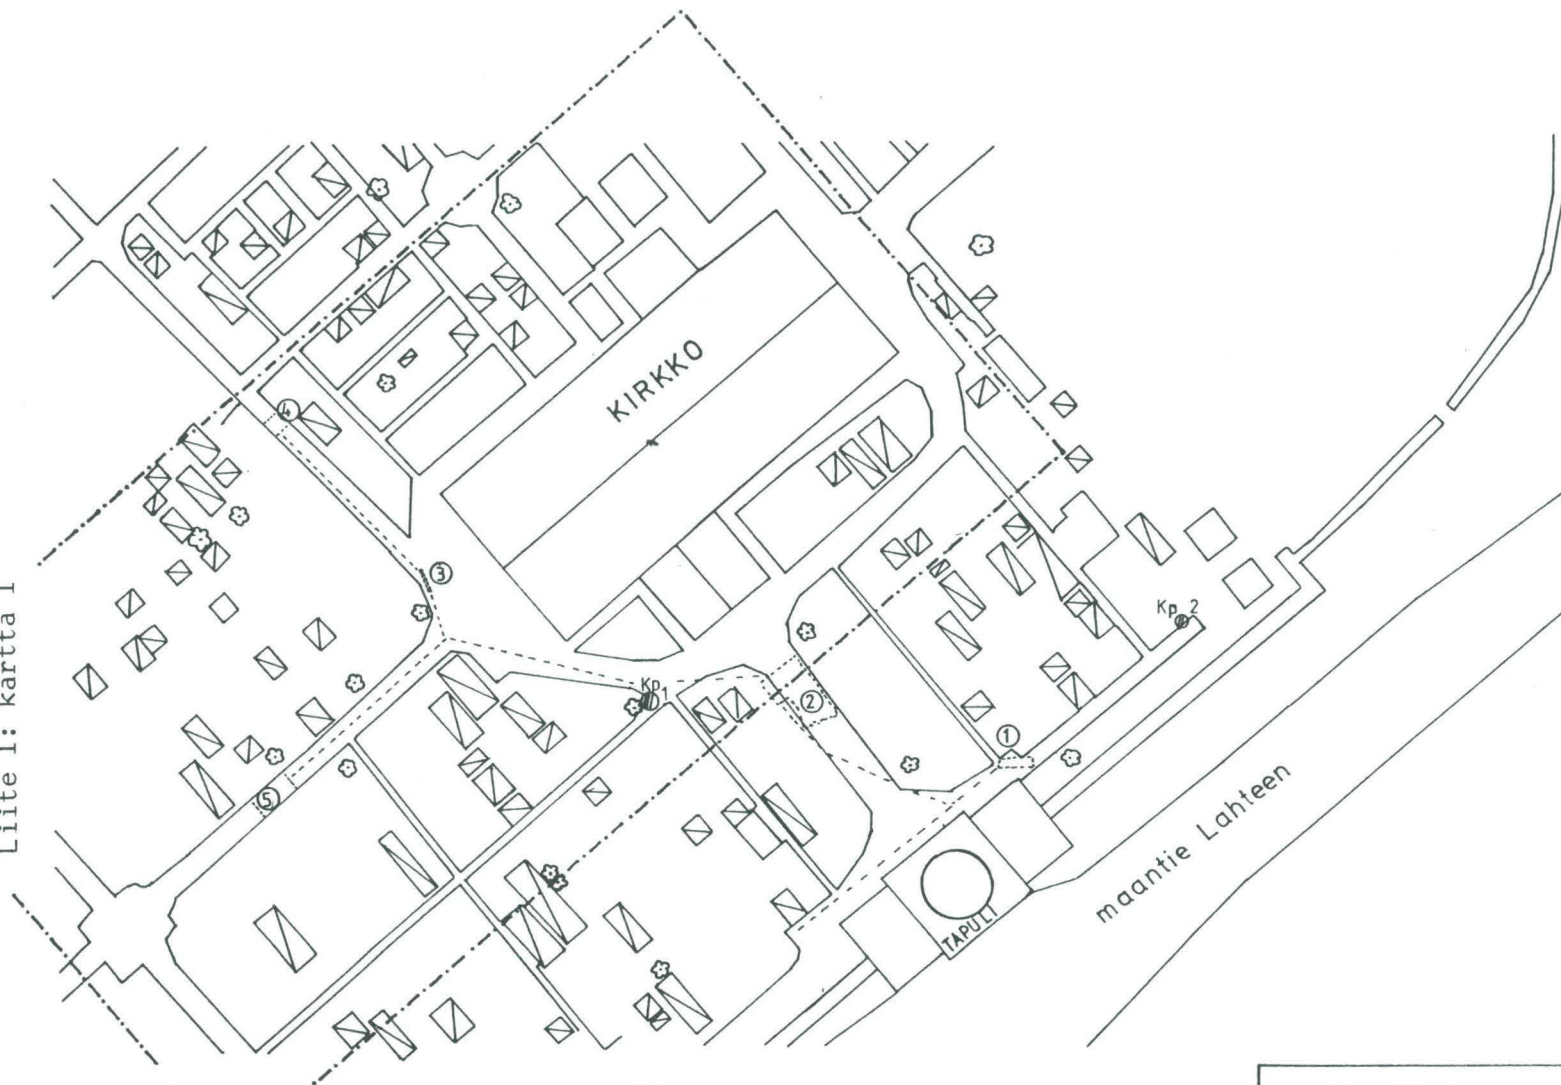 Liite 1: kartta 1
KIRKKO
4
3
Kp 1
2
1
Kp 2
5
TAPULI
maantie Lahteen